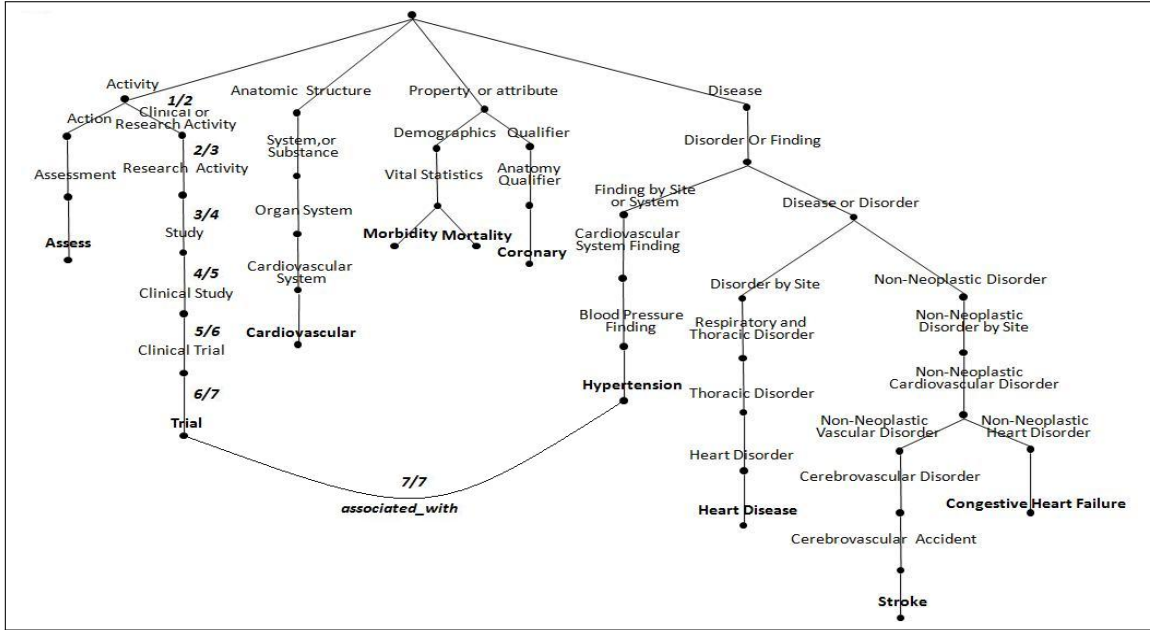 Activity
Anatomic Structure
Property or attribute
Disease
1/2
Action
Clinical or
Research Activity
System,or
Substance
Demographics
Qualifier
Disorder Or Finding
2/3
Assessment
Research Activity
Vital Statistics
Anatomy
Qualifier
Finding by Site
or System
Disease or Disorder
3/4
Organ System
Assess
Study
Morbidity
Mortality
Coronary
Cardiovascular
System Finding
4/5
Cardiovascular
System
Clinical Study
Disorder by Site
Non-Neoplastic Disorder
5/6
Cardiovascular
Blood Pressure
Finding
Respiratory and
Thoracic Disorder
Non-Neoplastic
Disorder by Site
Clinical Trial
6/7
Hypertension
Thoracic Disorder
Non-Neoplastic
Cardiovascular Disorder
Trial
Non-Neoplastic
Vascular Disorder
Non-Neoplastic
Heart Disorder
Heart Disorder
Cerebrovascular Disorder
7/7
associated_with
Heart Disease
Congestive Heart Failure
Cerebrovascular Accident
Stroke